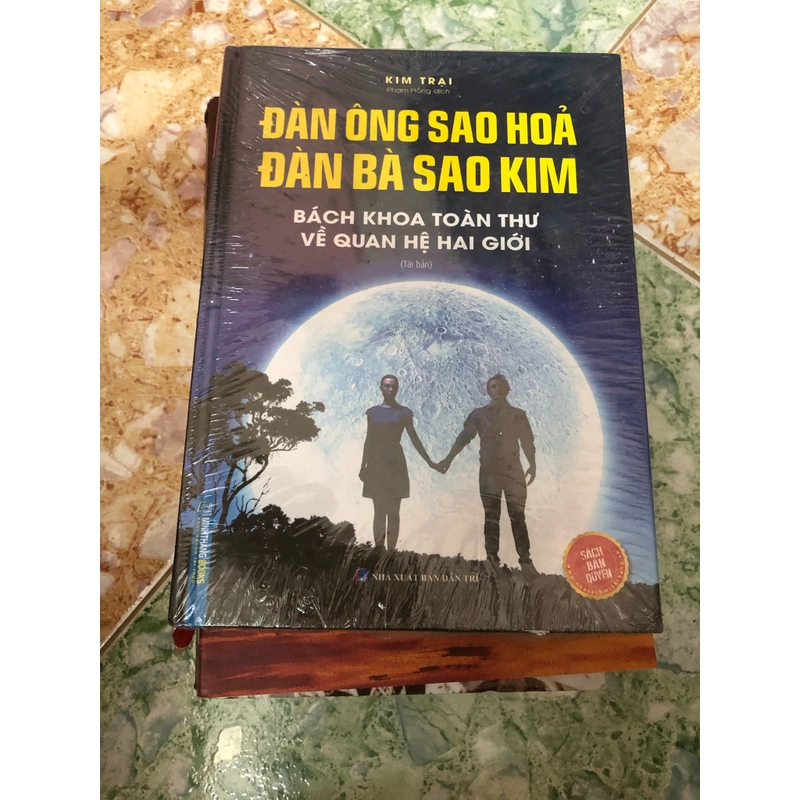 KIM TRẠI
Phạm Hồng dịch
ĐÀN ÔNG SAO HOẢ
ĐÀN BÀ SAO KIM
BÁCH KHOA TOÀN THƯ
VỀ QUAN HỆ HAI GIỚI
(Tái bản)
MINHTHANGBOOKS
SÁCH
BẢN
QUYỀN
NHÀ XUẤT BẢN DÂN TRÍ